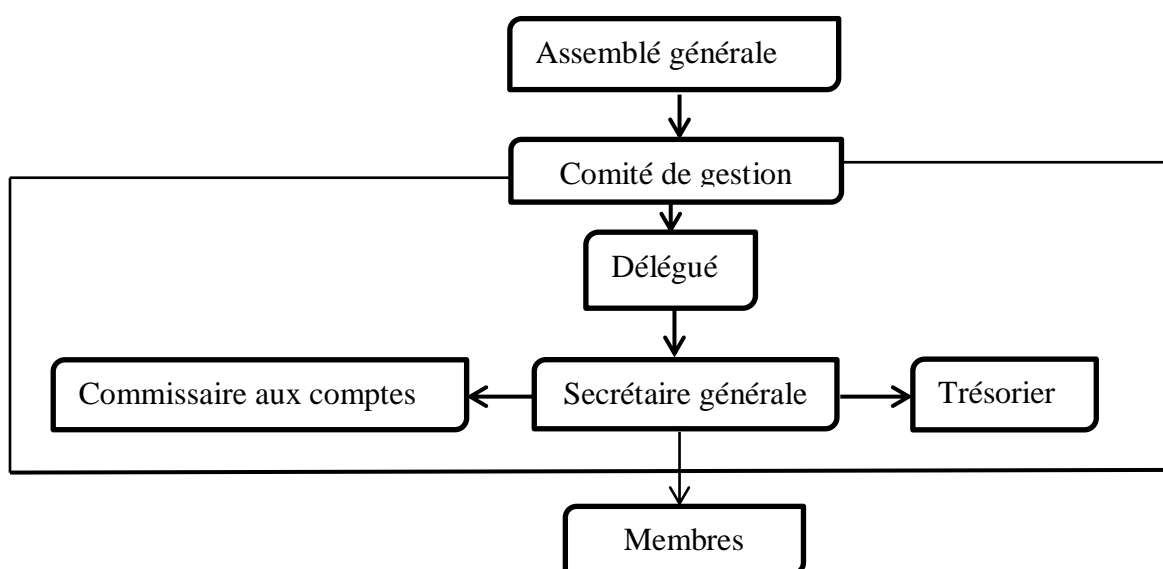 Assemblé générale
Comité de gestion
Délégué
Commissaire aux comptes
Secrétaire générale
Trésorier
Membres